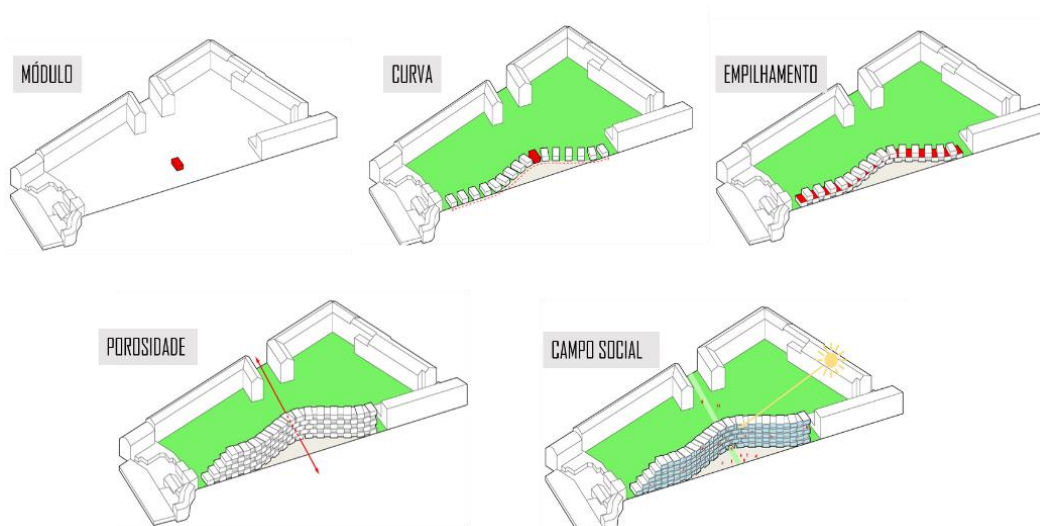 MÓDULO
CURVA
EMPILHAMENTO
POROSIDADE
CAMPO SOCIAL